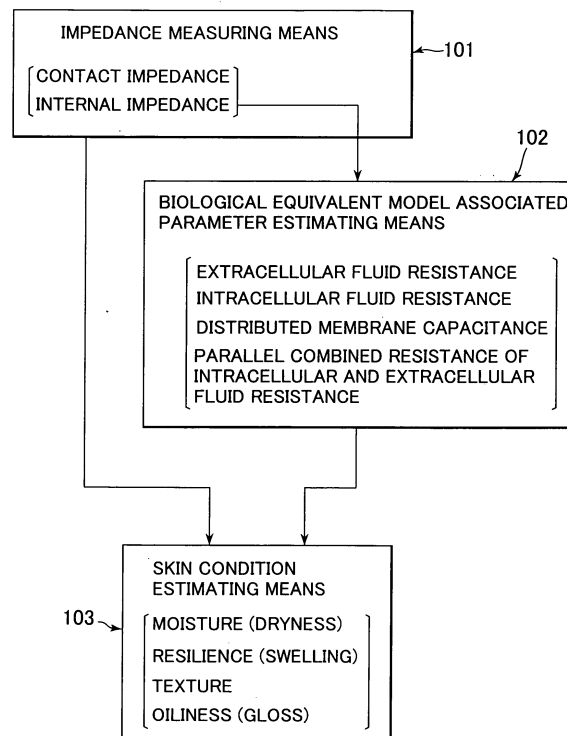 IMPEDANCE MEASURING MEANS
CONTACT IMPEDANCE
INTERNAL IMPEDANCE
101
102
BIOLOGICAL EQUIVALENT MODEL ASSOCIATED
PARAMETER ESTIMATING MEANS
EXTRACELLULAR FLUID RESISTANCE
INTRACELLULAR FLUID RESISTANCE
DISTRIBUTED MEMBRANE CAPACITANCE
PARALLEL COMBINED RESISTANCE OF
INTRACELLULAR AND EXTRACELLULAR
FLUID RESISTANCE
SKIN CONDITION
ESTIMATING MEANS
103
MOISTURE (DRYNESS)
RESILIENCE (SWELLING)
TEXTURE
OILINESS (GLOSS)